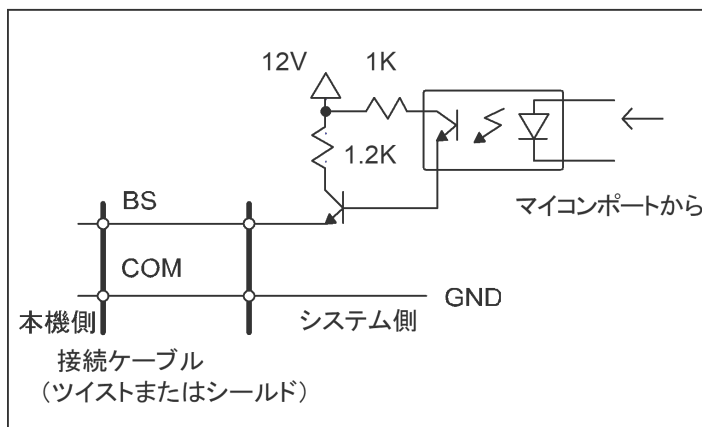 12V
1K
1.2K
マイコンポートから
BS
COM
GND
本機側
システム側
接続ケーブル
(ツイストまたはシールド)